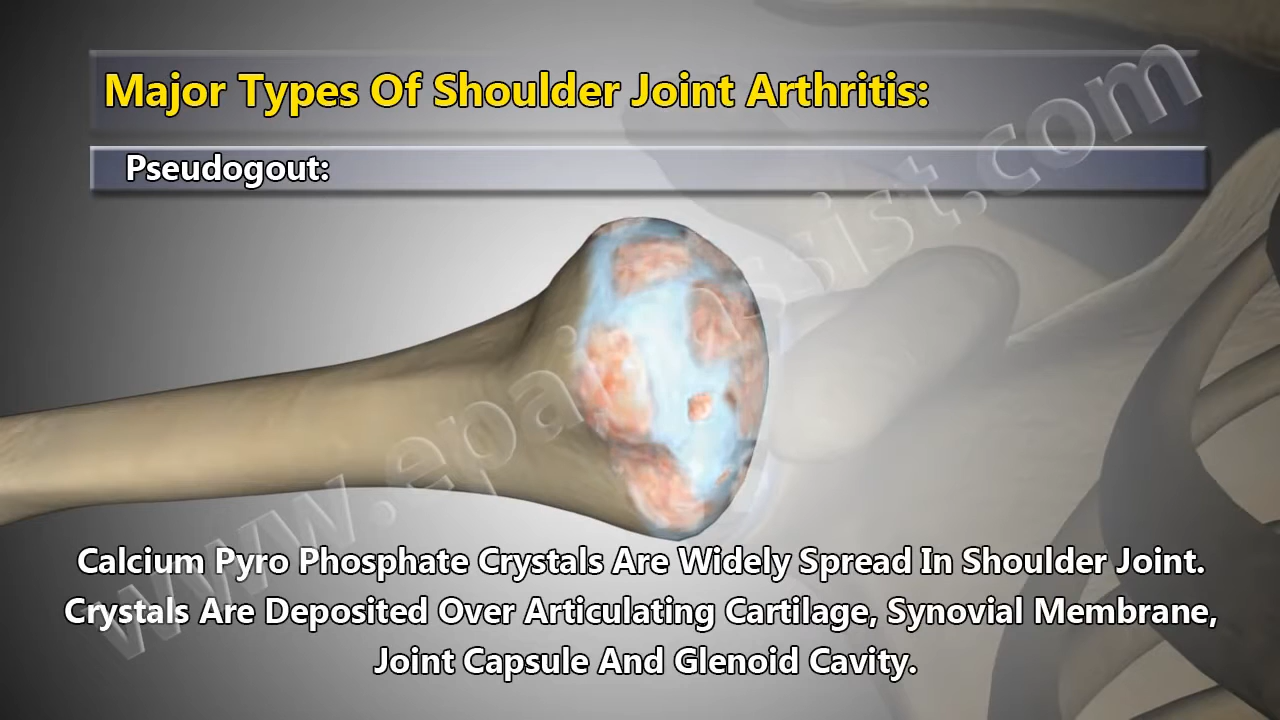 Major Types Of Shoulder Joint Arthritis:
Pseudogout:
www.epainassist.com
Calcium Pyro Phosphate Crystals Are Widely Spread In Shoulder Joint.
Crystals Are Deposited Over Articulating Cartilage, Synovial Membrane,
Joint Capsule And Glenoid Cavity.